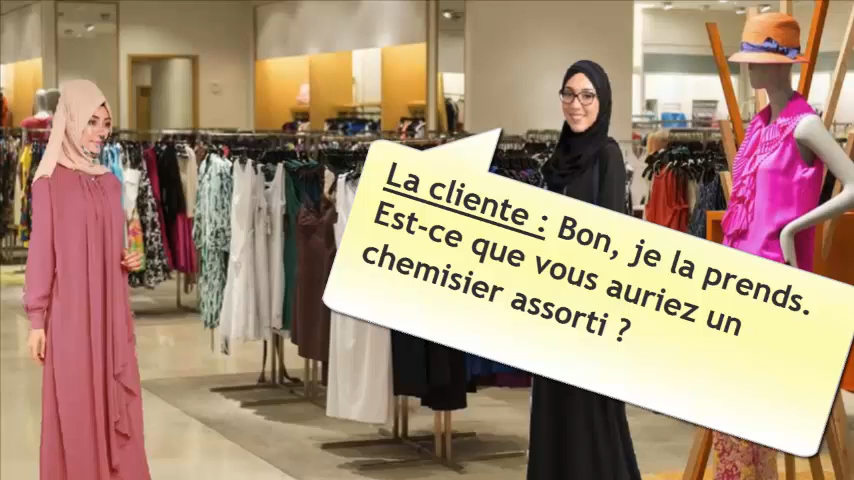 La cliente : Bon, je la prends.
Est-ce que vous auriez un
chemisier assorti ?